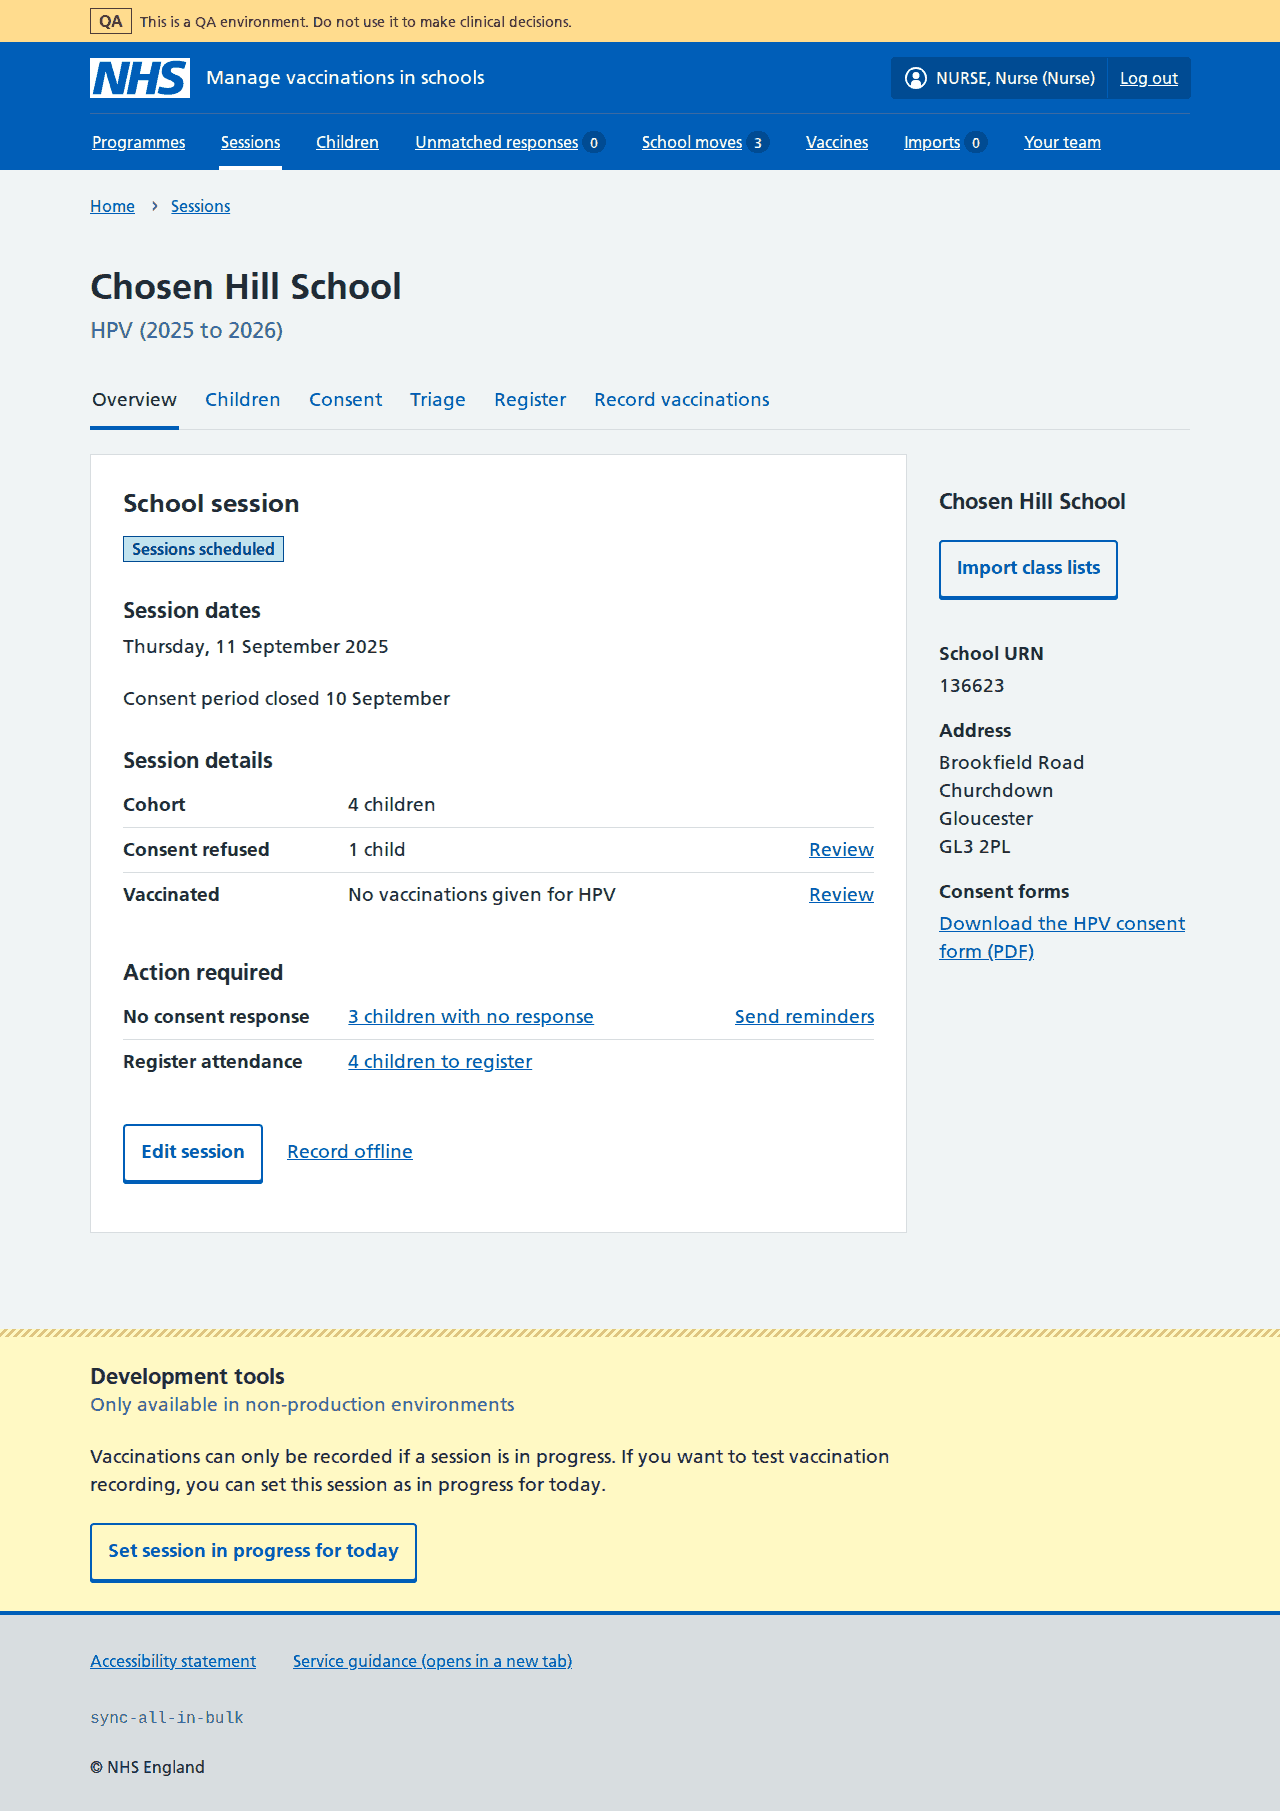 QA This is a QA environment. Do not use it to make clinical decisions.
NHS Manage vaccinations in schools NURSE, Nurse (Nurse) Log out
Programmes Sessions Children Unmatched responses 0 School moves 3 Vaccines Imports 0 Your team
Home › Sessions
Chosen Hill School
HPV (2025 to 2026)
Overview Children Consent Triage Register Record vaccinations
School session
Sessions scheduled
Session dates
Thursday, 11 September 2025
Consent period closed 10 September
Session details
Cohort 4 children
Consent refused 1 child Review
Vaccinated No vaccinations given for HPV Review
Action required
No consent response 3 children with no response Send reminders
Register attendance 4 children to register
Edit session Record offline
Chosen Hill School
Import class lists
School URN
136623
Address
Brookfield Road
Churchdown
Gloucester
GL3 2PL
Consent forms
Download the HPV consent
form (PDF)
Development tools
Only available in non-production environments
Vaccinations can only be recorded if a session is in progress. If you want to test vaccination
recording, you can set this session as in progress for today.
Set session in progress for today
Accessibility statement Service guidance (opens in a new tab)
sync-all-in-bulk
© NHS England